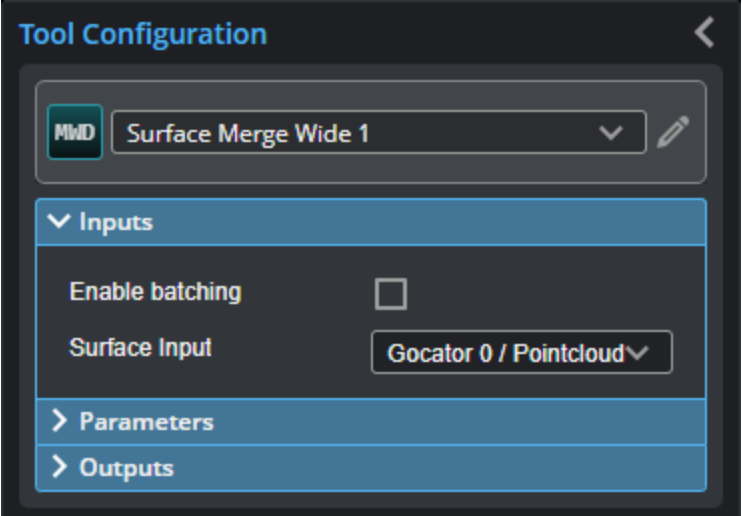 Tool Configuration
MWD Surface Merge Wide 1
Inputs
Enable batching
Surface Input Gocator 0 / Pointcloud
Parameters
Outputs